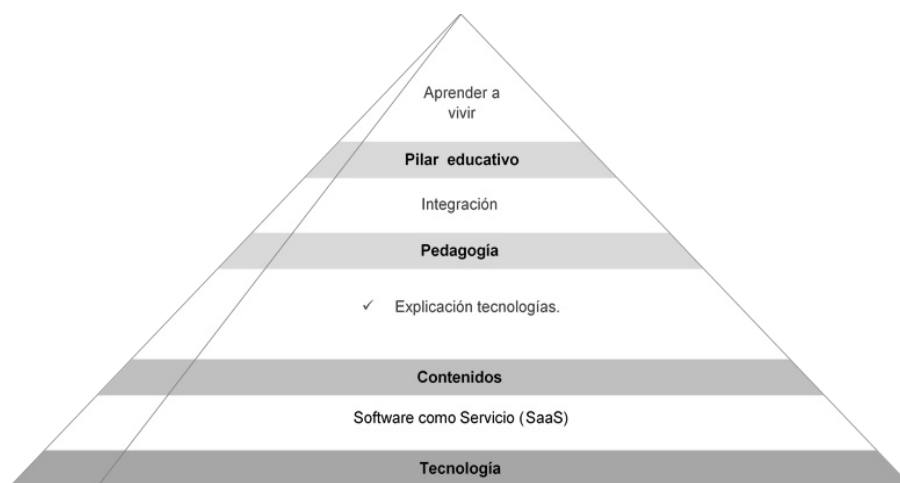 Aprender a
vivir
Pilar educativo
Integración
Pedagogía
✓ Explicación tecnologías.
Contenidos
Software como Servicio (SaaS)
Tecnología